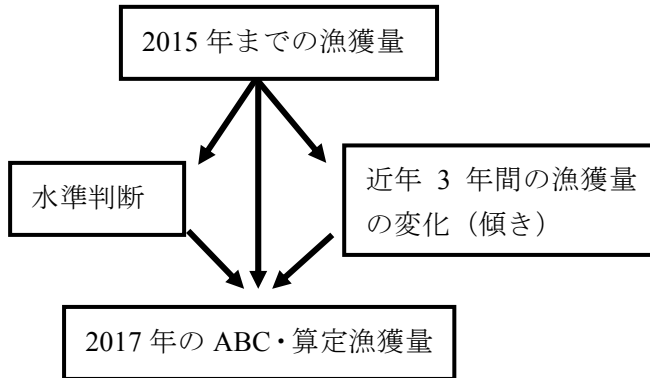 2015 年までの漁獲量
水準判断
近年 3 年間の漁獲量
の変化（傾き）
2017 年の ABC・算定漁獲量